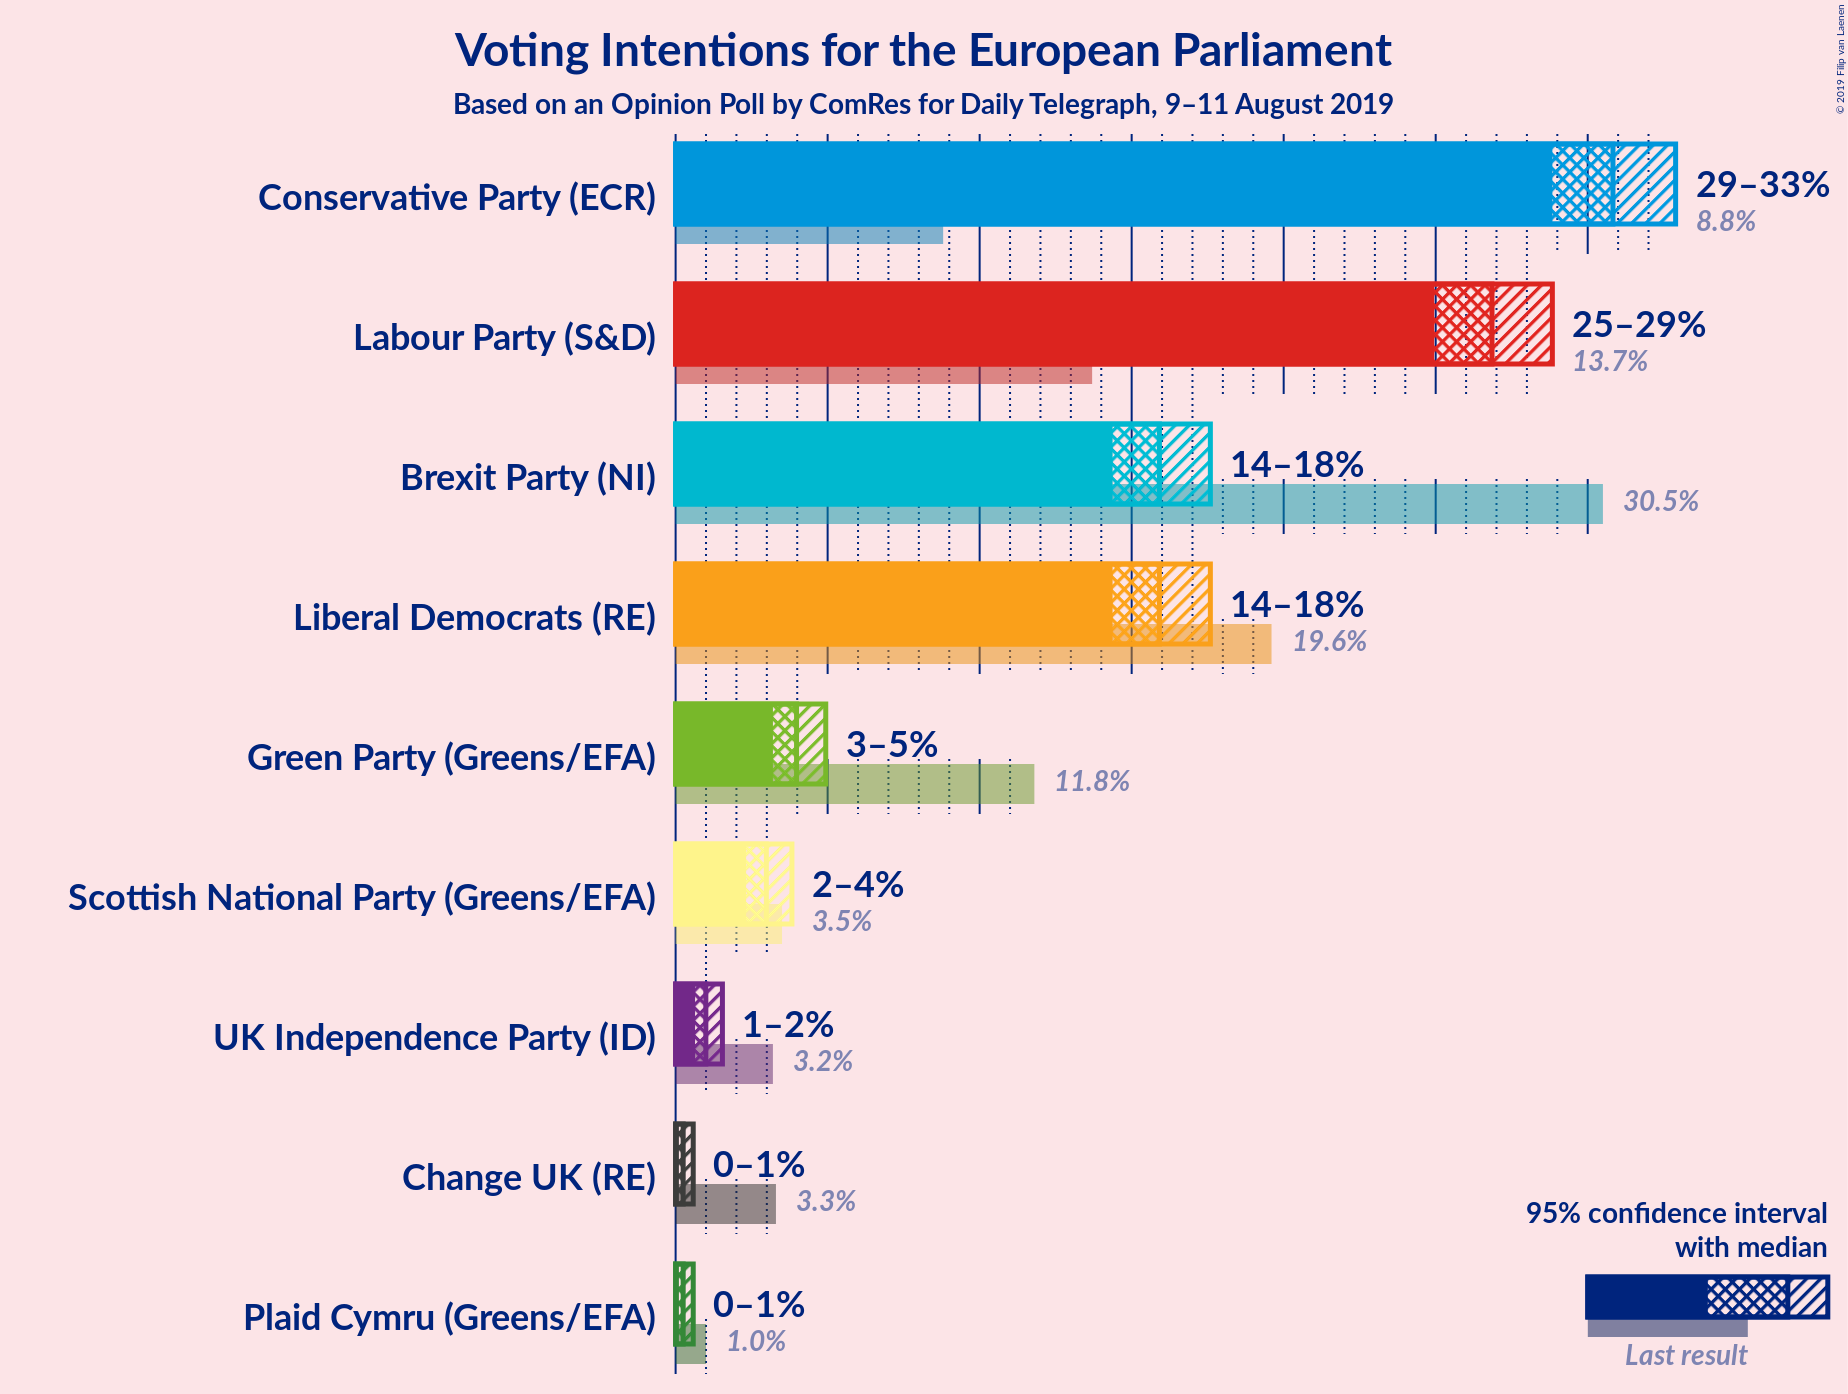 Voting Intentions for the European Parliament
Based on an Opinion Poll by ComRes for Daily Telegraph, 9–11 August 2019
© 2019 Filip van Laenen
Conservative Party (ECR)
29–33%
8.8%
Labour Party (S&D)
25–29%
13.7%
Brexit Party (NI)
14–18%
30.5%
Liberal Democrats (RE)
14–18%
19.6%
Green Party (Greens/EFA)
3–5%
11.8%
Scottish National Party (Greens/EFA)
2–4%
3.5%
UK Independence Party (ID)
1–2%
3.2%
Change UK (RE)
0–1%
3.3%
Plaid Cymru (Greens/EFA)
0–1%
1.0%
95% confidence interval
with median
Last result